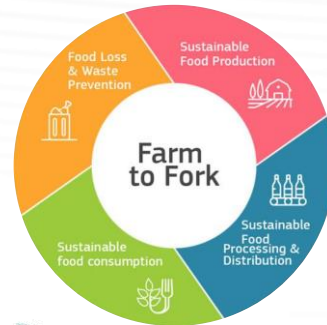 Food Loss
& Waste
Prevention
Sustainable
Food Production
Farm
to Fork
Sustainable
Food
Processing &
Distribution
Sustainable
food consumption